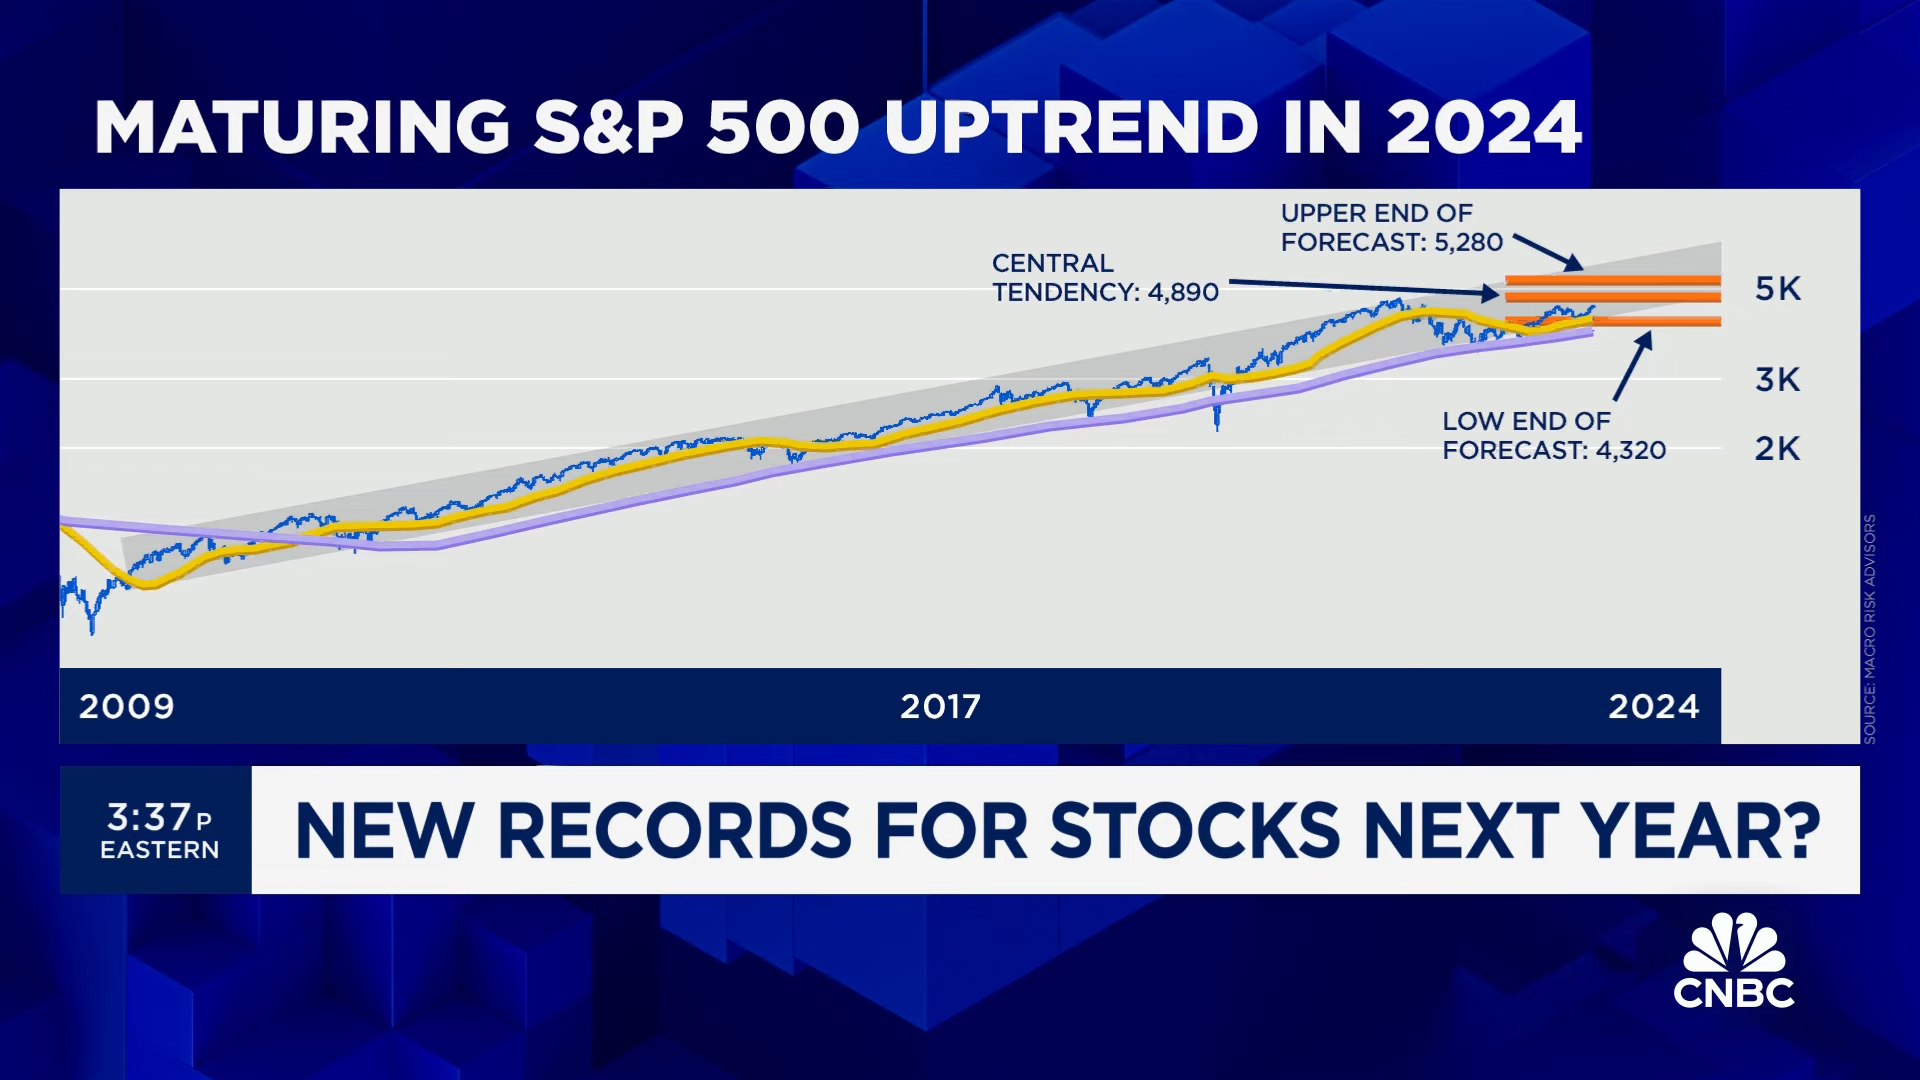 MATURING S&P 500 UPTREND IN 2024
UPPER END OF
FORECAST: 5,280
CENTRAL
TENDENCY: 4,890
5K
3K
LOW END OF
FORECAST: 4,320
2K
SOURCE: MACRO RISK ADVISORS
2009
2017
2024
3:37P
EASTERN
NEW RECORDS FOR STOCKS NEXT YEAR?
CNBC